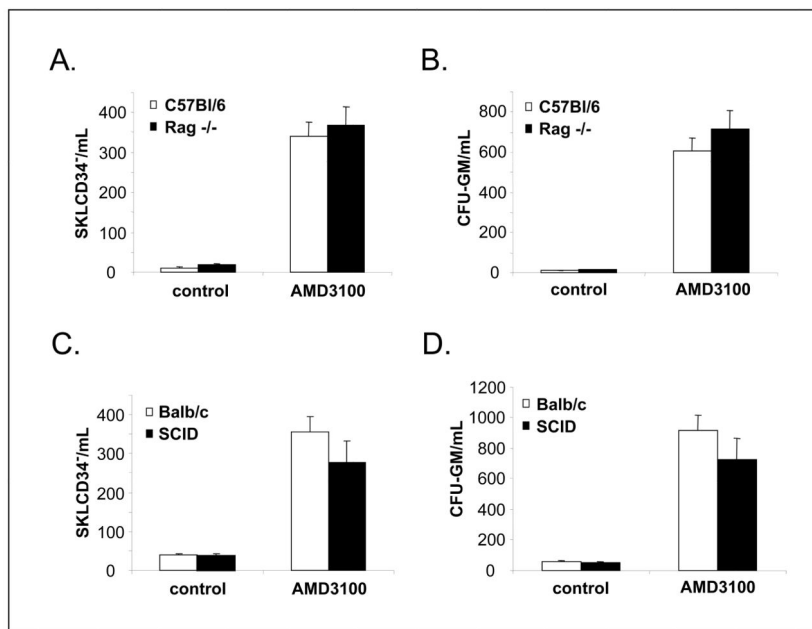 A.
C57Bl/6
Rag -/-
SKLCD34⁻/mL
400
300
200
100
0
control
AMD3100
B.
C57Bl/6
Rag -/-
CFU-GM/mL
800
600
400
200
0
control
AMD3100
C.
Balb/c
SCID
SKLCD34⁻/mL
400
300
200
100
0
control
AMD3100
D.
Balb/c
SCID
CFU-GM/mL
1200
1000
800
600
400
200
0
control
AMD3100